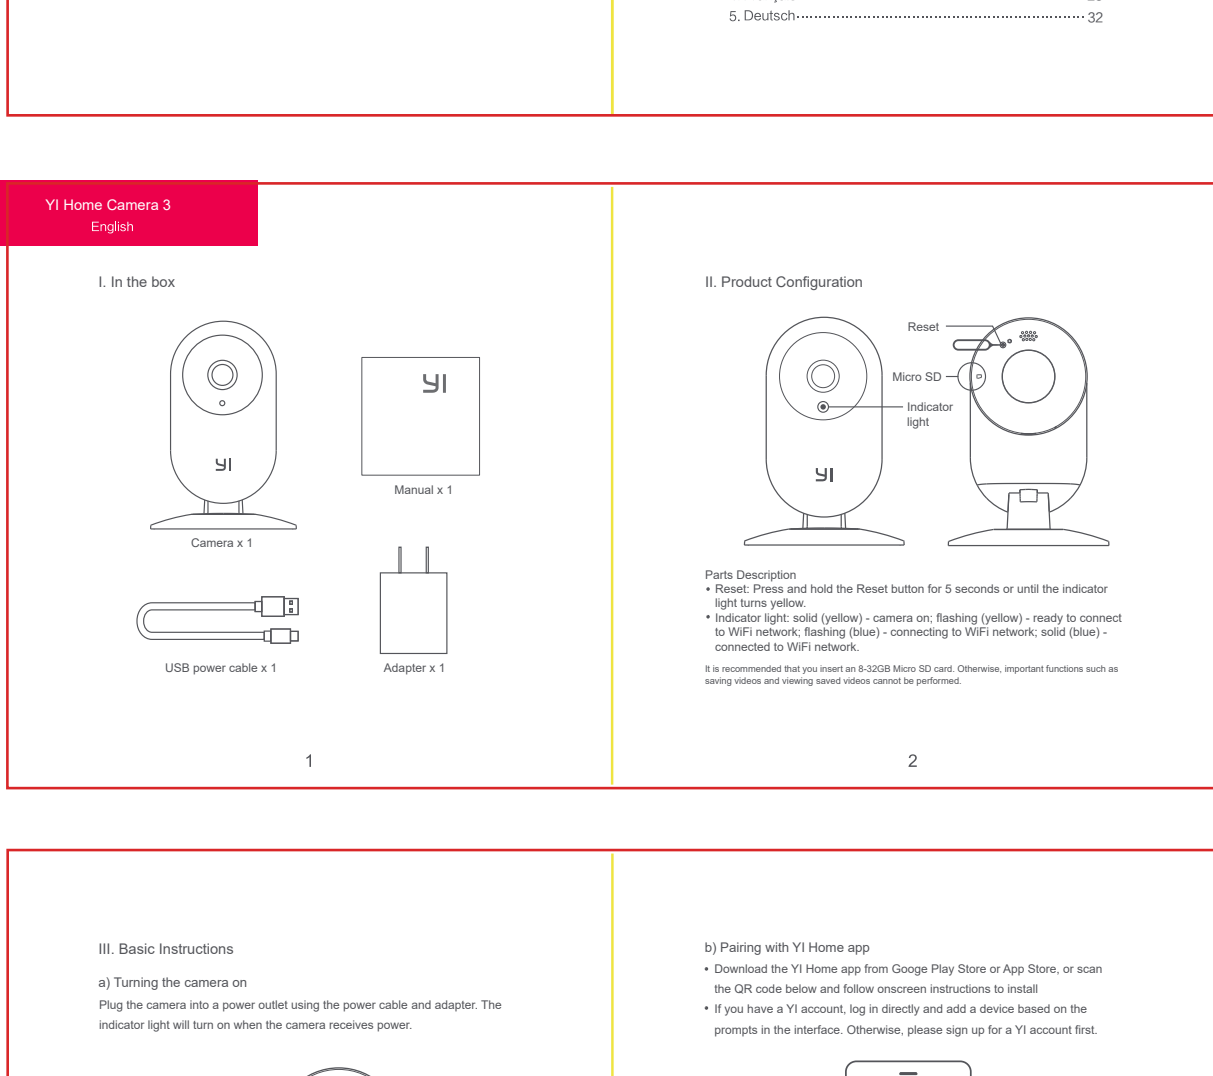 5. Deutsch 32
YI Home Camera 3
English
I. In the box
YI
YI
Camera x 1
Manual x 1
USB power cable x 1
Adapter x 1
1
II. Product Configuration
Reset
Micro SD
Indicator
light
YI
Parts Description
• Reset: Press and hold the Reset button for 5 seconds or until the indicator
light turns yellow.
• Indicator light: solid (yellow) - camera on; flashing (yellow) - ready to connect
to WiFi network; flashing (blue) - connecting to WiFi network; solid (blue) -
connected to WiFi network.
It is recommended that you insert an 8-32GB Micro SD card. Otherwise, important functions such as
saving videos and viewing saved videos cannot be performed.
2
III. Basic Instructions
a) Turning the camera on
Plug the camera into a power outlet using the power cable and adapter. The
indicator light will turn on when the camera receives power.
b) Pairing with YI Home app
• Download the YI Home app from Googe Play Store or App Store, or scan
the QR code below and follow onscreen instructions to install
• If you have a YI account, log in directly and add a device based on the
prompts in the interface. Otherwise, please sign up for a YI account first.